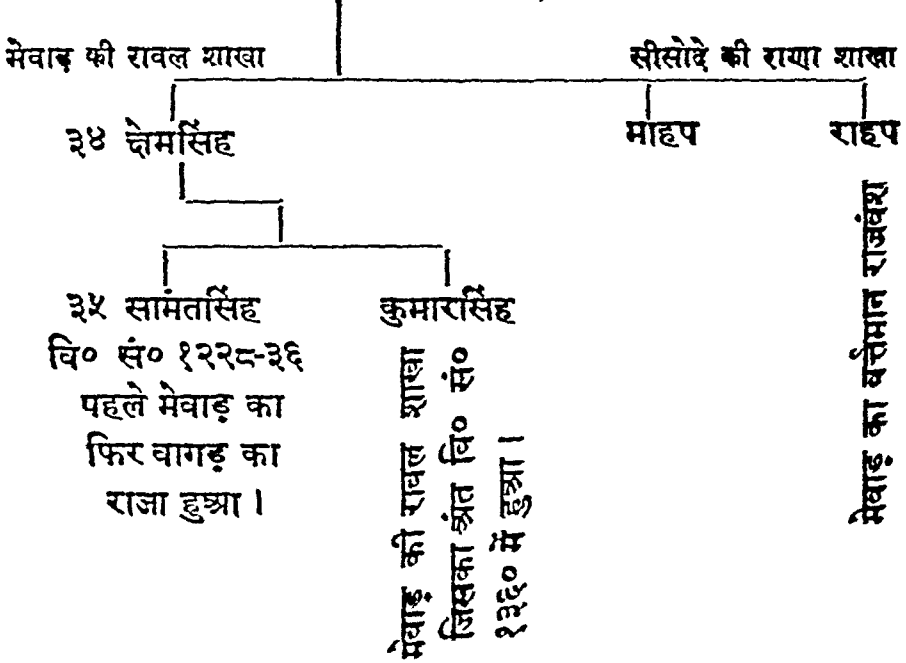 मेवाड़ की रावल शाखा
सीसोदे की राणा शाखा
३४ क्षेमसिंह
माहप
राहप
३५ सामंतसिंह
वि० सं० १२२८-३६
पहले मेवाड़ का
फिर वागड़ का
राजा हुआ ।
कुमारसिंह
मेवाड़ की रावल शाखा
जिसका अंत वि० सं०
१३६० में हुआ ।
मेवाड़ का वर्त्तमान राजवंश